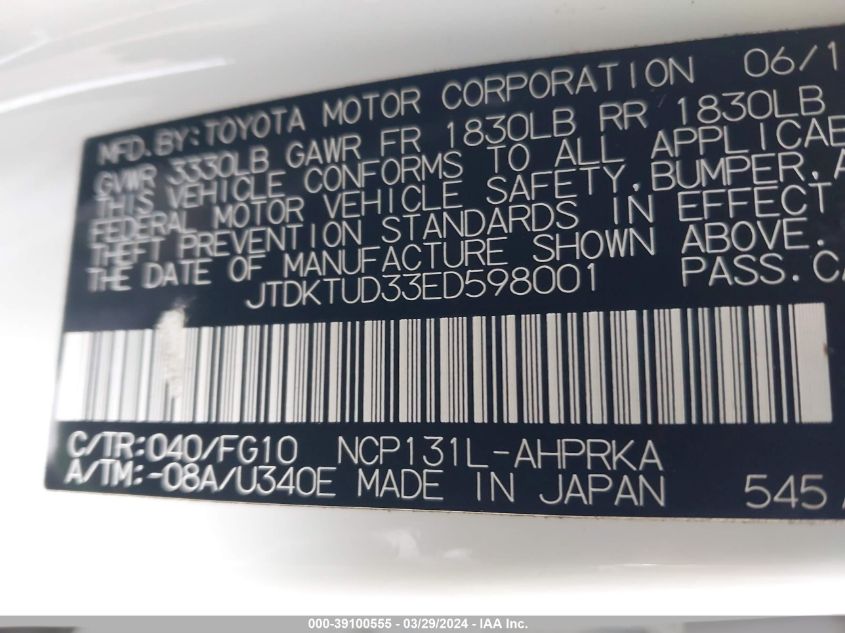 MFD.BY:TOYOTA MOTOR CORPORATION 06/1
GVWR 3330LB GAWR FR 1830LB RR 1830LB
THIS VEHICLE CONFORMS TO ALL APPLICAB
FEDERAL MOTOR VEHICLE SAFETY,BUMPER,A
THEFT PREVENTION STANDARDS IN EFFECT
THE DATE OF MANUFACTURE SHOWN ABOVE.
JTDKTUD33ED598001 PASS.CA
C/TR:040/FG10 NCP131L-AHPRKA
A/TM:-08A/U340E MADE IN JAPAN 545
000-39100555 - 03/29/2024 - IAA Inc.